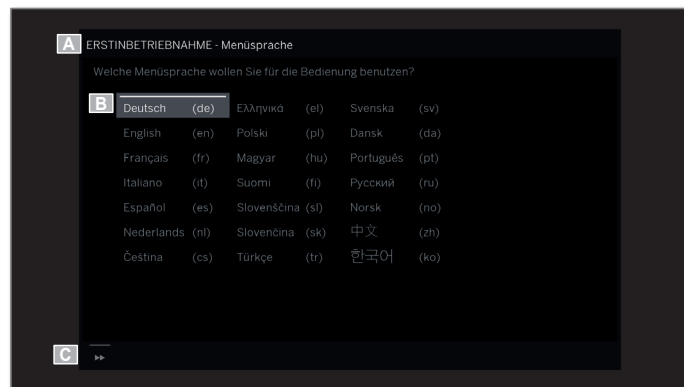 A ERSTINBETRIEBNAHME - Menüsprache
Welche Menüsprache wollen Sie für die Bedienung benutzen?
B Deutsch (de) Ελληνικά (el) Svenska (sv)
English (en) Polski (pl) Dansk (da)
Français (fr) Magyar (hu) Português (pt)
Italiano (it) Suomi (fi) Русский (ru)
Español (es) Slovenščina (sl) Norsk (no)
Nederlands (nl) Slovenčina (sk) 中文 (zh)
Čeština (cs) Türkçe (tr) 한국어 (ko)
C